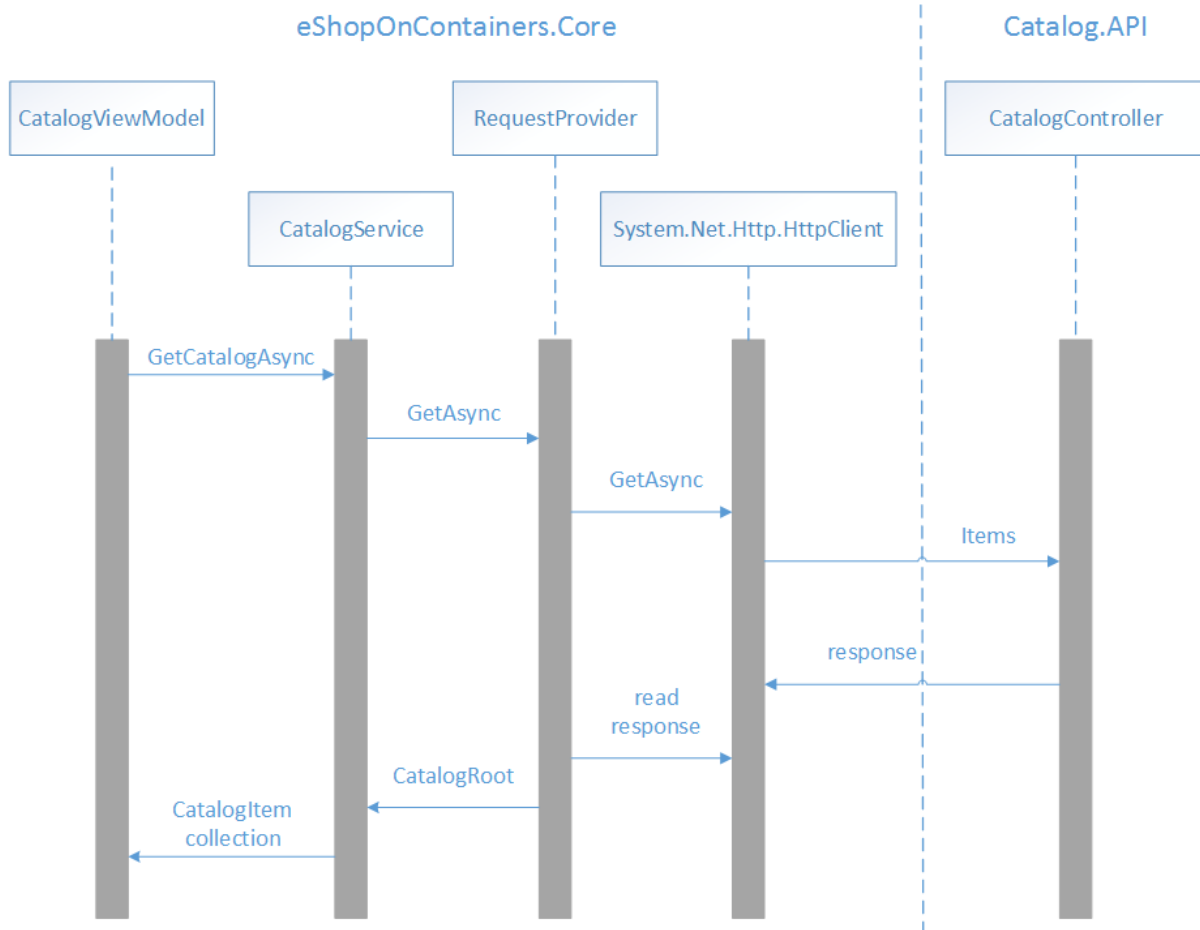 eShopOnContainers.Core
Catalog.API
CatalogViewModel
RequestProvider
CatalogController
CatalogService
System.Net.Http.HttpClient
GetCatalogAsync
GetAsync
GetAsync
Items
response
read
response
CatalogRoot
CatalogItem
collection